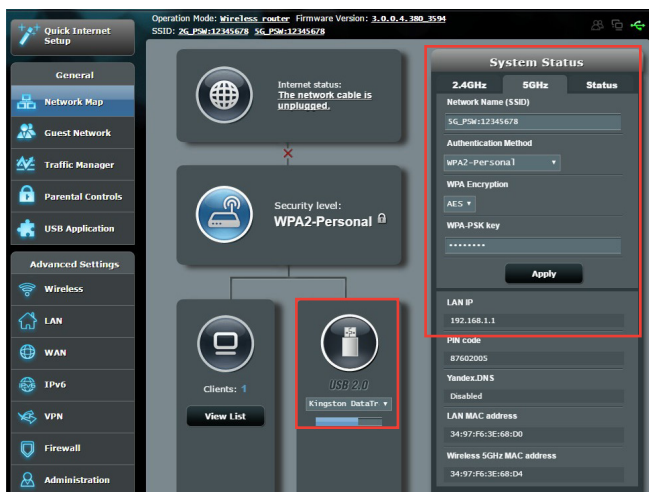 Quick Internet
Setup
Operation Mode: Wireless router Firmware Version: 3.0.0.4.380_3594
SSID: 2G_PSW:12345678 5G_PSW:12345678
General
Network Map
Guest Network
Traffic Manager
Parental Controls
USB Application
Advanced Settings
Wireless
LAN
WAN
IPv6
VPN
Firewall
Administration
Internet status:
The network cable is
unplugged.
Security level:
WPA2-Personal
Clients: 1
View List
USB 2.0
Kingston DataTr
System Status
2.4GHz 5GHz Status
Network Name (SSID)
5G_PSW:12345678
Authentication Method
WPA2-Personal
WPA Encryption
AES
WPA-PSK key
········
Apply
LAN IP
192.168.1.1
PIN code
87602005
Yandex.DNS
Disabled
LAN MAC address
34:97:F6:3E:68:D0
Wireless 5GHz MAC address
34:97:F6:3E:68:D4